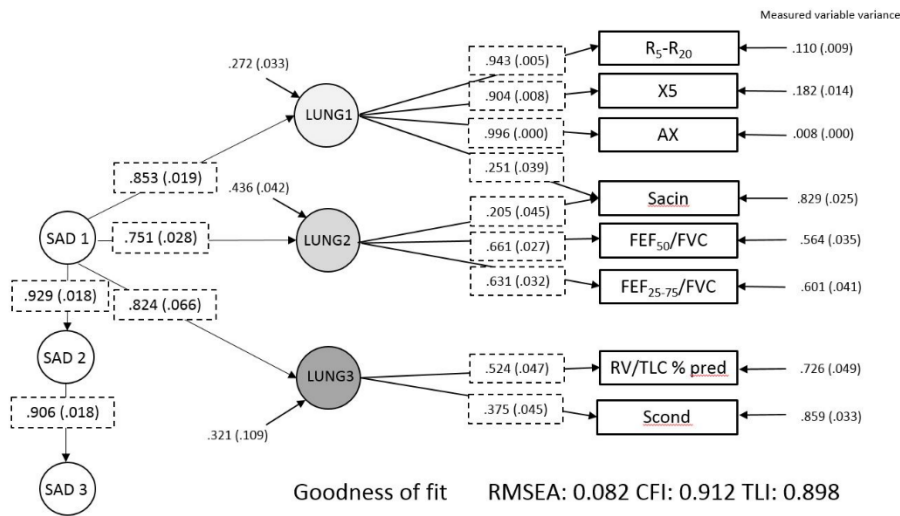 Measured variable variance
R5-R20
.110 (.009)
.943 (.005)
.272 (.033)
.904 (.008)
X5
.182 (.014)
LUNG1
.996 (.000)
AX
.008 (.000)
.251 (.039)
.853 (.019)
.436 (.042)
Sacin
.829 (.025)
.205 (.045)
SAD 1
.751 (.028)
LUNG2
.661 (.027)
FEF50/FVC
.564 (.035)
.631 (.032)
FEF25-75/FVC
.601 (.041)
.929 (.018)
.824 (.066)
SAD 2
LUNG3
.524 (.047)
RV/TLC % pred
.726 (.049)
.906 (.018)
.375 (.045)
Scond
.859 (.033)
.321 (.109)
SAD 3
Goodness of fit RMSEA: 0.082 CFI: 0.912 TLI: 0.898